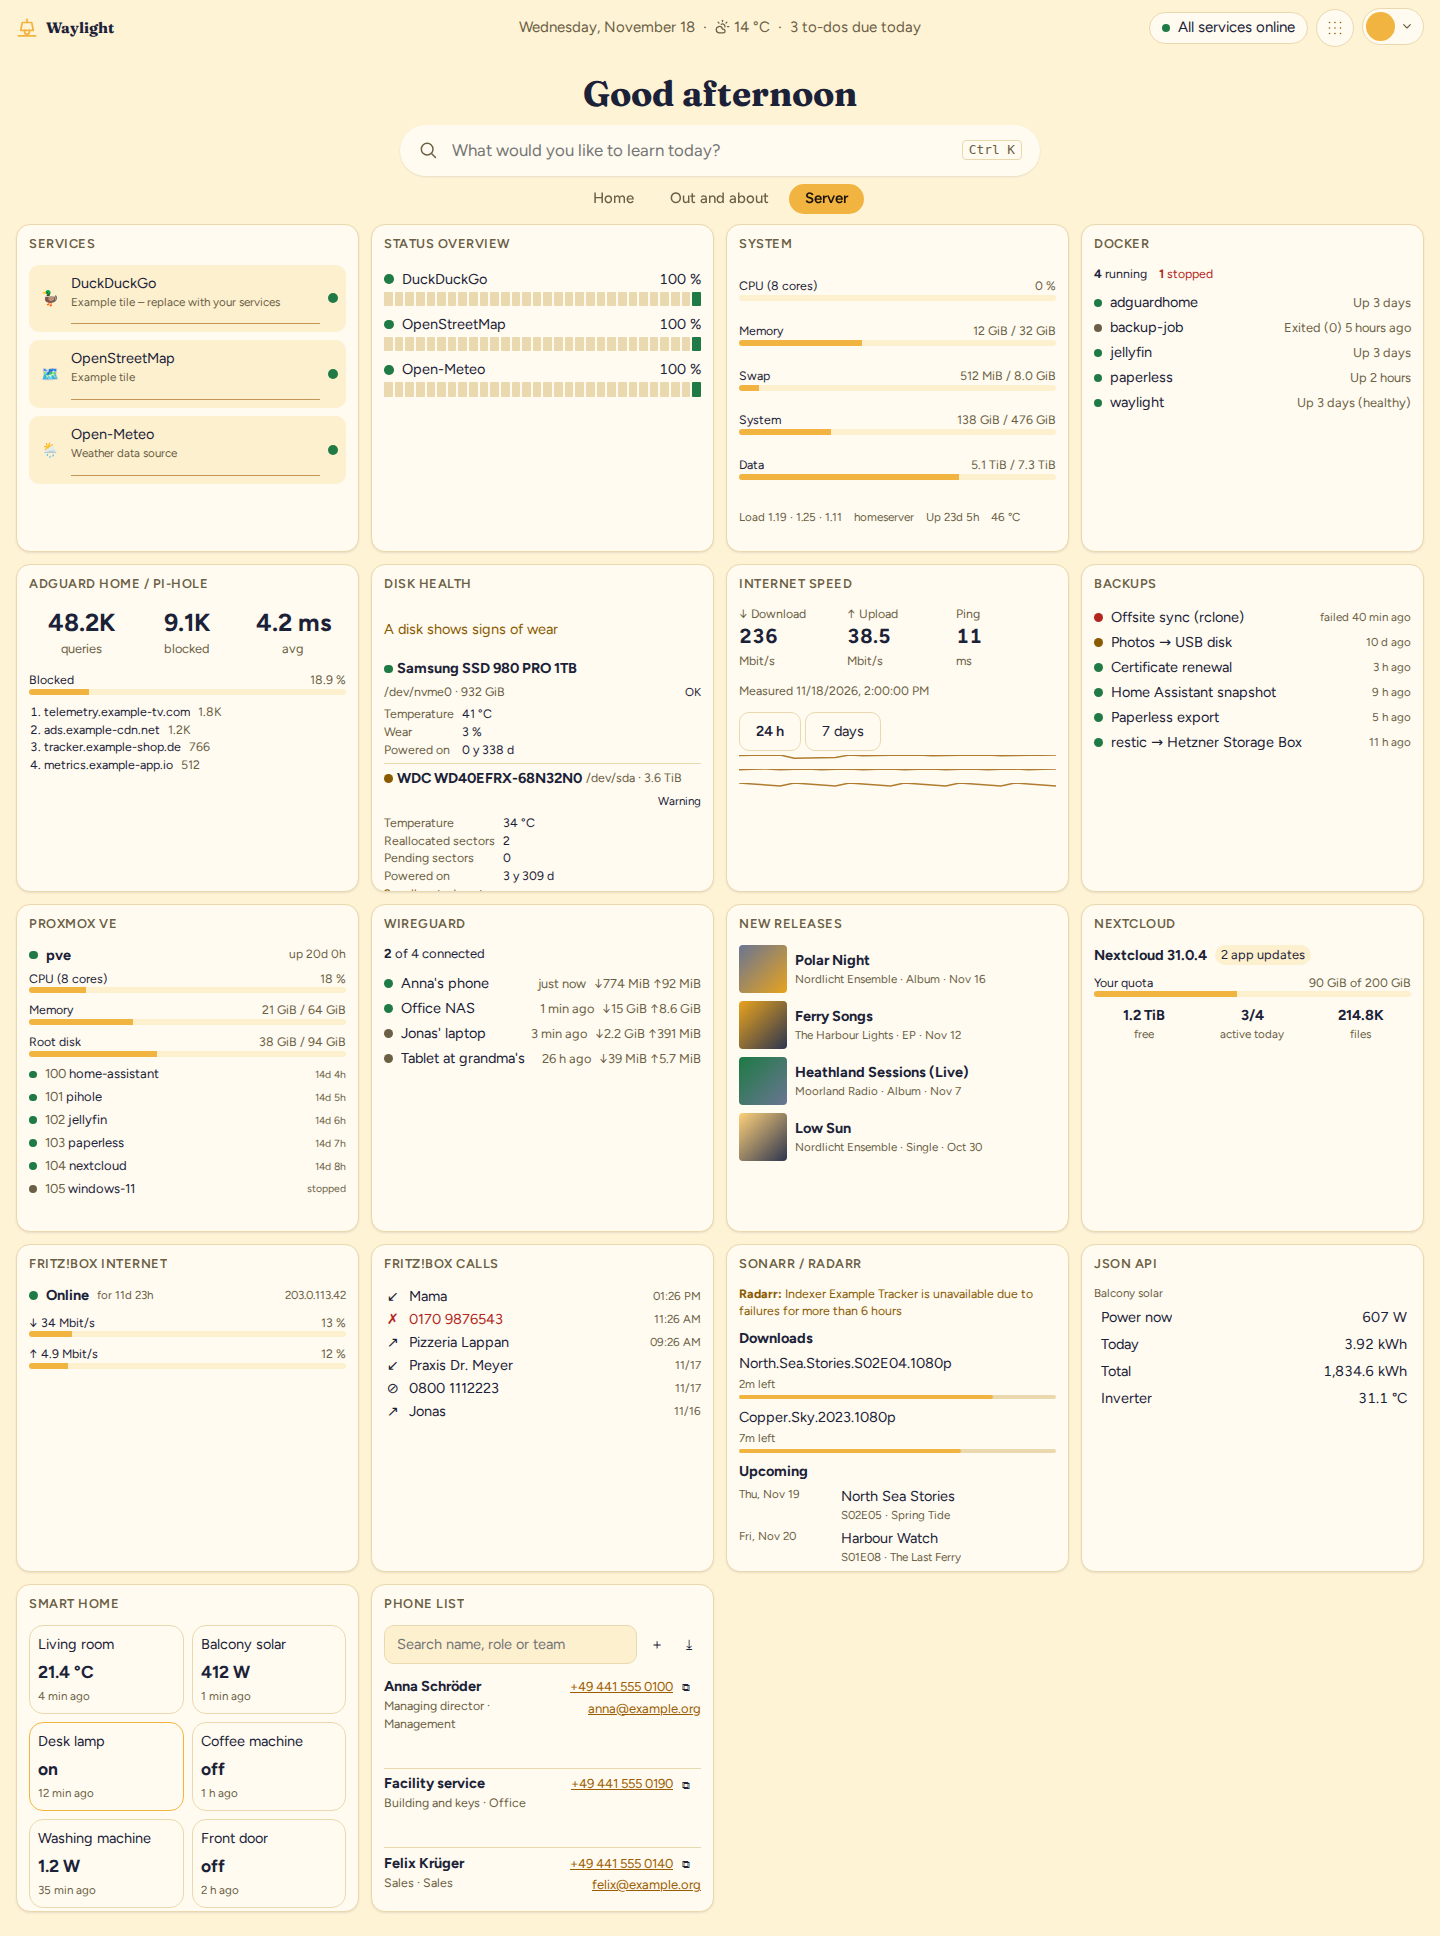 Waylight
Wednesday, November 18 · 14 °C · 3 to-dos due today
All services online
Good afternoon
What would you like to learn today?
Ctrl K
Home
Out and about
Server
SERVICES
DuckDuckGo
Example tile – replace with your services
OpenStreetMap
Example tile
Open-Meteo
Weather data source
STATUS OVERVIEW
DuckDuckGo 100 %
OpenStreetMap 100 %
Open-Meteo 100 %
SYSTEM
CPU (8 cores) 0 %
Memory 12 GiB / 32 GiB
Swap 512 MiB / 8.0 GiB
System 138 GiB / 476 GiB
Data 5.1 TiB / 7.3 TiB
Load 1.19 · 1.25 · 1.11 homeserver Up 23d 5h 46 °C
DOCKER
4 running 1 stopped
adguardhome Up 3 days
backup-job Exited (0) 5 hours ago
jellyfin Up 3 days
paperless Up 2 hours
waylight Up 3 days (healthy)
ADGUARD HOME / PI-HOLE
48.2K 9.1K 4.2 ms
queries blocked avg
Blocked 18.9 %
1. telemetry.example-tv.com 1.8K
2. ads.example-cdn.net 1.2K
3. tracker.example-shop.de 766
4. metrics.example-app.io 512
DISK HEALTH
A disk shows signs of wear
Samsung SSD 980 PRO 1TB
/dev/nvme0 · 932 GiB OK
Temperature 41 °C
Wear 3 %
Powered on 0 y 338 d
WDC WD40EFRX-68N32N0 /dev/sda · 3.6 TiB
Warning
Temperature 34 °C
Reallocated sectors 2
Pending sectors 0
Powered on 3 y 309 d
INTERNET SPEED
↓ Download ↑ Upload Ping
236 38.5 11
Mbit/s Mbit/s ms
Measured 11/18/2026, 2:00:00 PM
24 h 7 days
BACKUPS
Offsite sync (rclone) failed 40 min ago
Photos → USB disk 10 d ago
Certificate renewal 3 h ago
Home Assistant snapshot 9 h ago
Paperless export 5 h ago
restic → Hetzner Storage Box 11 h ago
PROXMOX VE
pve up 20d 0h
CPU (8 cores) 18 %
Memory 21 GiB / 64 GiB
Root disk 38 GiB / 94 GiB
100 home-assistant 14d 4h
101 pihole 14d 5h
102 jellyfin 14d 6h
103 paperless 14d 7h
104 nextcloud 14d 8h
105 windows-11 stopped
WIREGUARD
2 of 4 connected
Anna's phone just now ↓774 MiB ↑92 MiB
Office NAS 1 min ago ↓15 GiB ↑8.6 GiB
Jonas' laptop 3 min ago ↓2.2 GiB ↑391 MiB
Tablet at grandma's 26 h ago ↓39 MiB ↑5.7 MiB
NEW RELEASES
Polar Night
Nordlicht Ensemble · Album · Nov 16
Ferry Songs
The Harbour Lights · EP · Nov 12
Heathland Sessions (Live)
Moorland Radio · Album · Nov 7
Low Sun
Nordlicht Ensemble · Single · Oct 30
NEXTCLOUD
Nextcloud 31.0.4 2 app updates
Your quota 90 GiB of 200 GiB
1.2 TiB 3/4 214.8K
free active today files
FRITZ!BOX INTERNET
Online for 11d 23h 203.0.113.42
↓ 34 Mbit/s 13 %
↑ 4.9 Mbit/s 12 %
FRITZ!BOX CALLS
↙ Mama 01:26 PM
✗ 0170 9876543 11:26 AM
↗ Pizzeria Lappan 09:26 AM
↙ Praxis Dr. Meyer 11/17
⊘ 0800 1112223 11/17
↗ Jonas 11/16
SONARR / RADARR
Radarr: Indexer Example Tracker is unavailable due to
failures for more than 6 hours
Downloads
North.Sea.Stories.S02E04.1080p
2m left
Copper.Sky.2023.1080p
7m left
Upcoming
Thu, Nov 19 North Sea Stories
S02E05 · Spring Tide
Fri, Nov 20 Harbour Watch
S01E08 · The Last Ferry
JSON API
Balcony solar
Power now 607 W
Today 3.92 kWh
Total 1,834.6 kWh
Inverter 31.1 °C
SMART HOME
Living room
21.4 °C
4 min ago
Balcony solar
412 W
1 min ago
Desk lamp
on
12 min ago
Coffee machine
off
1 h ago
Washing machine
1.2 W
35 min ago
Front door
off
2 h ago
PHONE LIST
Search name, role or team
+ ⤓
Anna Schröder +49 441 555 0100
Managing director · anna@example.org
Management
Facility service +49 441 555 0190
Building and keys · Office
Felix Krüger +49 441 555 0140
Sales · Sales felix@example.org